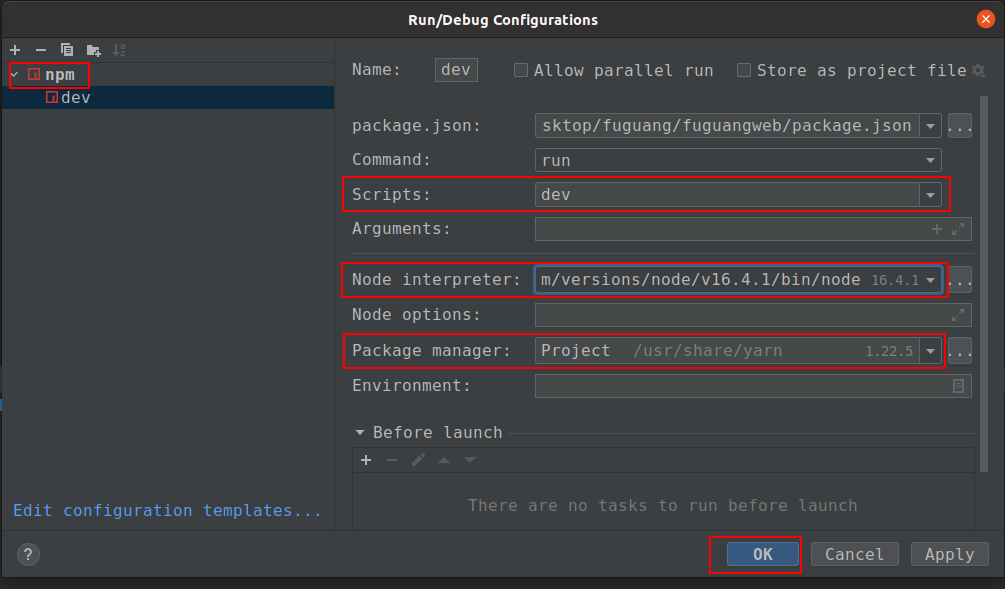 Run/Debug Configurations
npm
dev
Name: dev Allow parallel run Store as project file
package.json: sktop/fuguang/fuguangweb/package.json ...
Command: run
Scripts: dev
Arguments:
Node interpreter: m/versions/node/v16.4.1/bin/node 16.4.1 ...
Node options:
Package manager: Project /usr/share/yarn 1.22.5 ...
Environment:
Before launch
There are no tasks to run before launch
Edit configuration templates...
? OK Cancel Apply